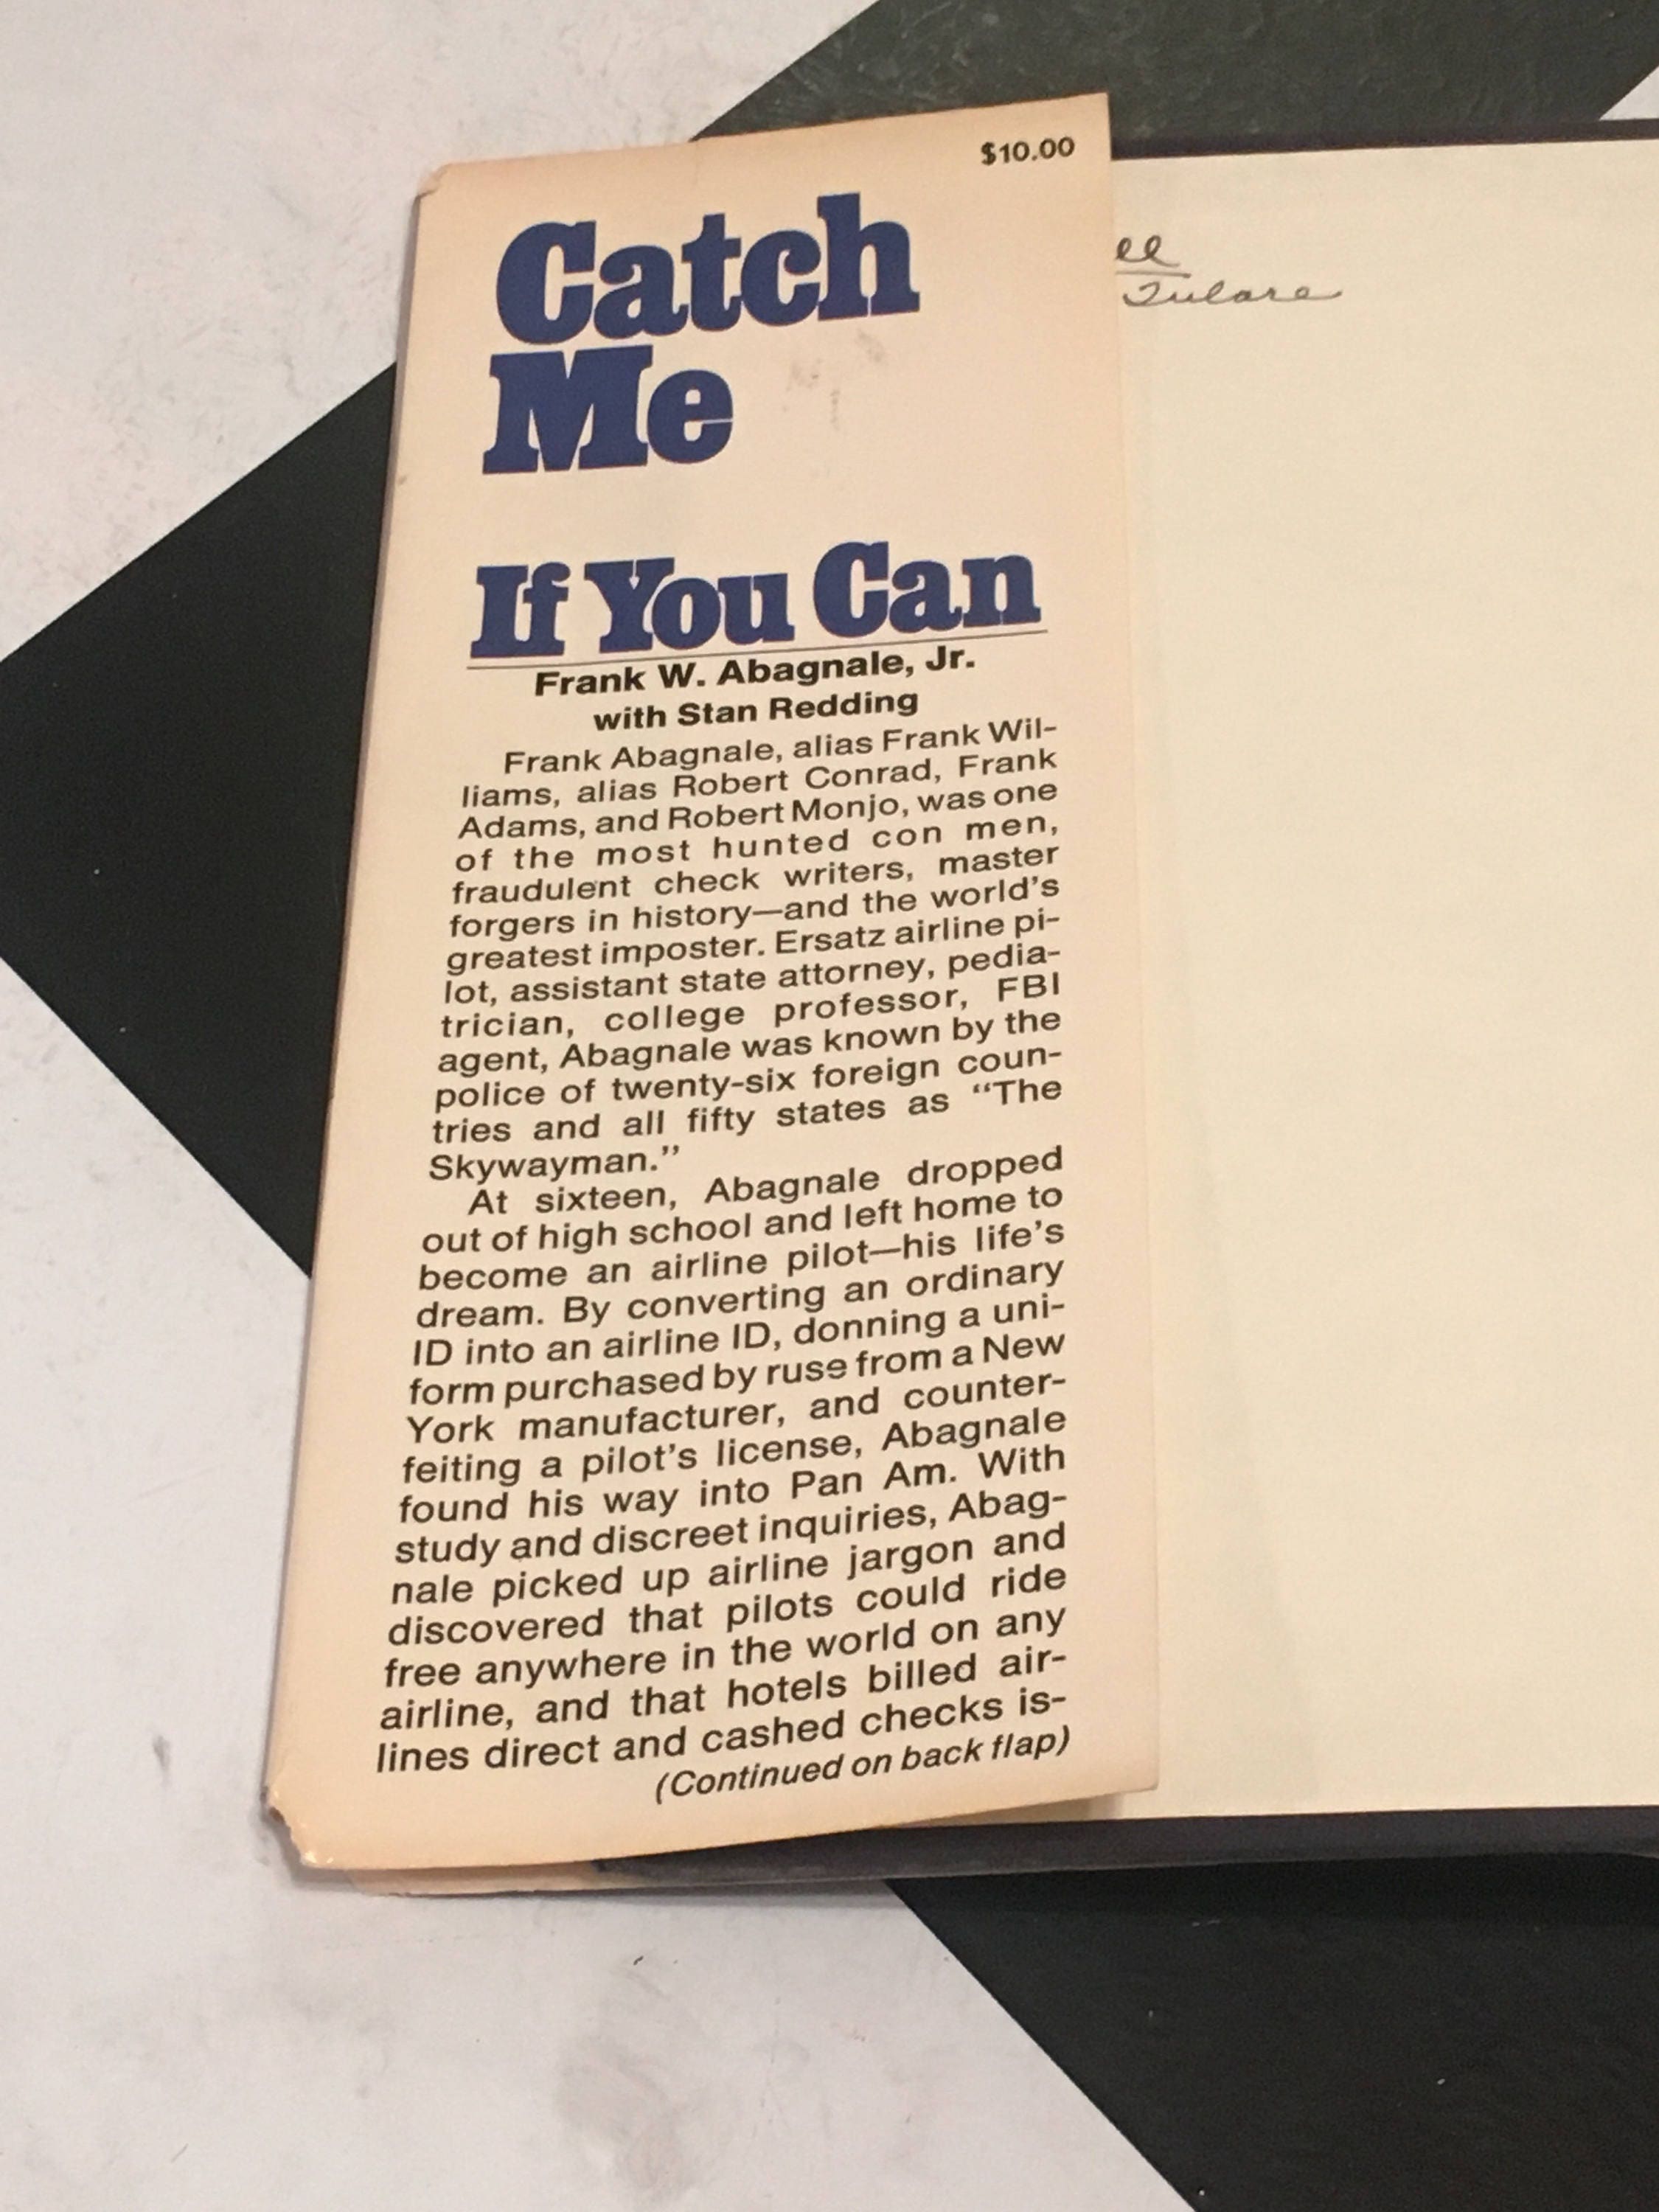 $10.00
Catch
Me
If You Can
Frank W. Abagnale, Jr.
with Stan Redding
Frank Abagnale, alias Frank Wil-
liams, alias Robert Conrad, Frank
Adams, and Robert Monjo, was one
of the most hunted con men,
fraudulent check writers, master
forgers in history—and the world's
greatest imposter. Ersatz airline pi-
lot, assistant state attorney, pedia-
trician, college professor, FBI
agent, Abagnale was known by the
police of twenty-six foreign coun-
tries and all fifty states as “The
Skywayman.”
At sixteen, Abagnale dropped
out of high school and left home to
become an airline pilot—his life's
dream. By converting an ordinary
ID into an airline ID, donning a uni-
form purchased by ruse from a New
York manufacturer, and counter-
feiting a pilot's license, Abagnale
found his way into Pan Am. With
study and discreet inquiries, Abag-
nale picked up airline jargon and
discovered that pilots could ride
free anywhere in the world on any
airline, and that hotels billed air-
lines direct and cashed checks is-
(Continued on back flap)
Tulare